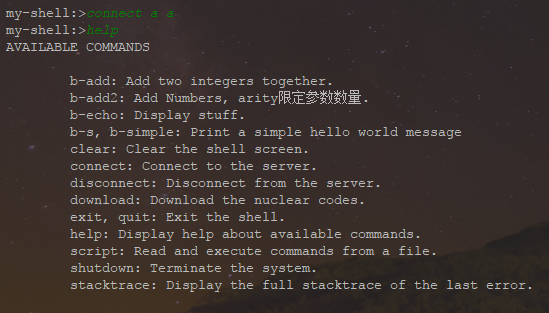 my-shell:>connect a a
my-shell:>help
AVAILABLE COMMANDS
b-add: Add two integers together.
b-add2: Add Numbers, arity限定参数数量.
b-echo: Display stuff.
b-s, b-simple: Print a simple hello world message
clear: Clear the shell screen.
connect: Connect to the server.
disconnect: Disconnect from the server.
download: Download the nuclear codes.
exit, quit: Exit the shell.
help: Display help about available commands.
script: Read and execute commands from a file.
shutdown: Terminate the system.
stacktrace: Display the full stacktrace of the last error.